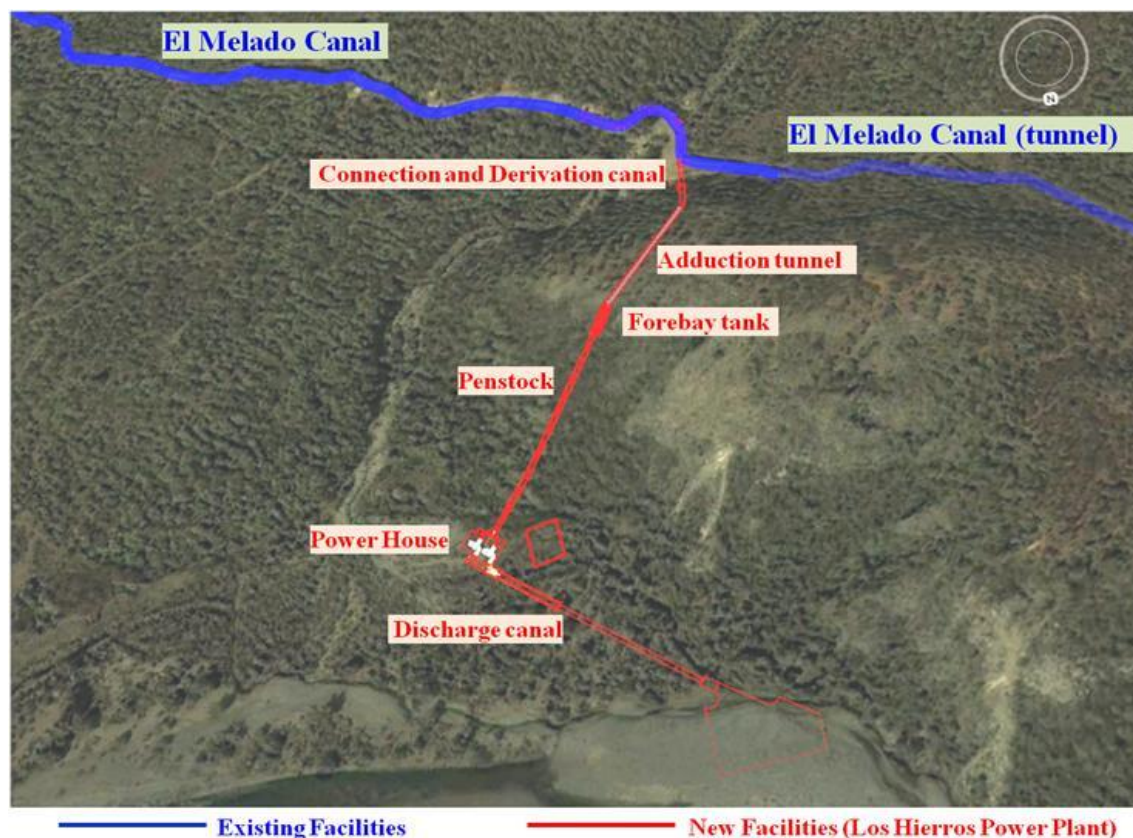 El Melado Canal
N
El Melado Canal (tunnel)
Connection and Derivation canal
Adduction tunnel
Forebay tank
Penstock
Power House
Discharge canal
Existing Facilities
New Facilities (Los Hierros Power Plant)